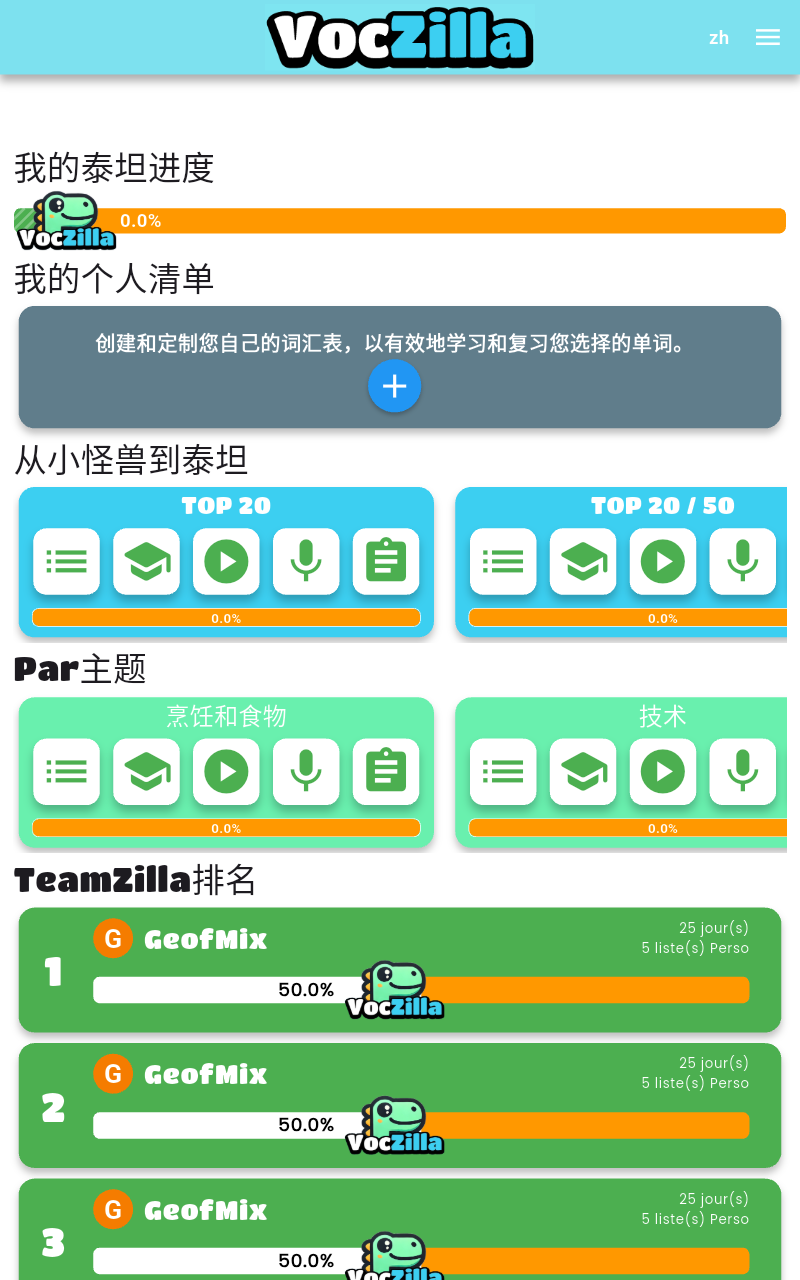 VocZilla
zh
我的泰坦进度
0.0%
VocZilla
我的个人清单
创建和定制您自己的词汇表，以有效地学习和复习您选择的单词。
从小怪兽到泰坦
TOP 20
TOP 20 / 50
0.0%
0.0%
Par主题
烹饪和食物
技术
0.0%
0.0%
TeamZilla排名
1
G
GeofMix
25 jour(s)
5 liste(s) Perso
50.0%
VocZilla
2
G
GeofMix
25 jour(s)
5 liste(s) Perso
50.0%
VocZilla
3
G
GeofMix
25 jour(s)
5 liste(s) Perso
50.0%
VocZilla